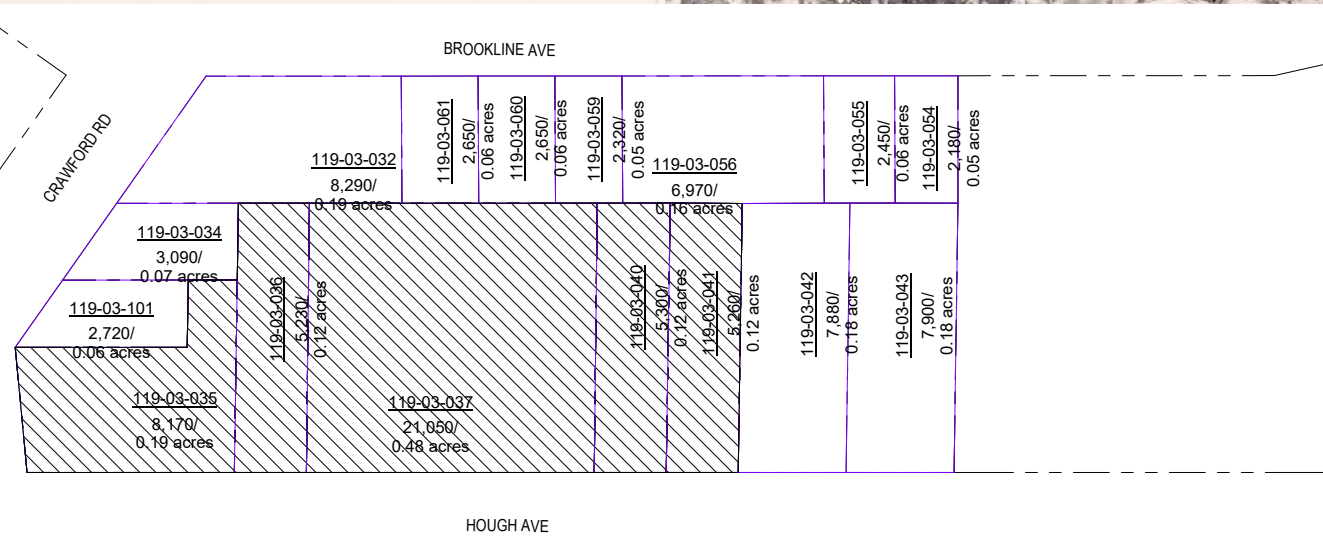 BROOKLINE AVE
CRAWFORD RD
119-03-032
8,290/
0.19 acres
119-03-061
2,650/
0.06 acres
119-03-060
2,650/
0.06 acres
119-03-059
2,320/
0.05 acres
119-03-056
6,970/
0.16 acres
119-03-055
2,450/
0.06 acres
119-03-054
2,180/
0.05 acres
119-03-034
3,090/
0.07 acres
119-03-101
2,720/
0.06 acres
119-03-035
8,170/
0.19 acres
119-03-036
5,230/
0.12 acres
119-03-037
21,050/
0.48 acres
119-03-040
5,300/
0.12 acres
119-03-041
5,260/
0.12 acres
119-03-042
7,880/
0.18 acres
119-03-043
7,900/
0.18 acres
HOUGH AVE